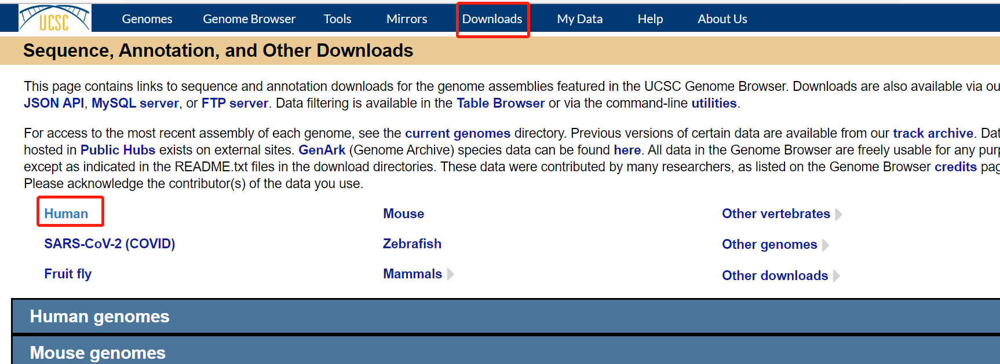 UCSC Genomes Genome Browser Tools Mirrors Downloads My Data Help About Us
Sequence, Annotation, and Other Downloads
This page contains links to sequence and annotation downloads for the genome assemblies featured in the UCSC Genome Browser. Downloads are also available via ou
JSON API, MySQL server, or FTP server. Data filtering is available in the Table Browser or via the command-line utilities.
For access to the most recent assembly of each genome, see the current genomes directory. Previous versions of certain data are available from our track archive. Dat
hosted in Public Hubs exists on external sites. GenArk (Genome Archive) species data can be found here. All data in the Genome Browser are freely usable for any purp
except as indicated in the README.txt files in the download directories. These data were contributed by many researchers, as listed on the Genome Browser credits pag
Please acknowledge the contributor(s) of the data you use.
Human Mouse Other vertebrates
SARS-CoV-2 (COVID) Zebrafish Other genomes
Fruit fly Mammals Other downloads
Human genomes
Mouse genomes